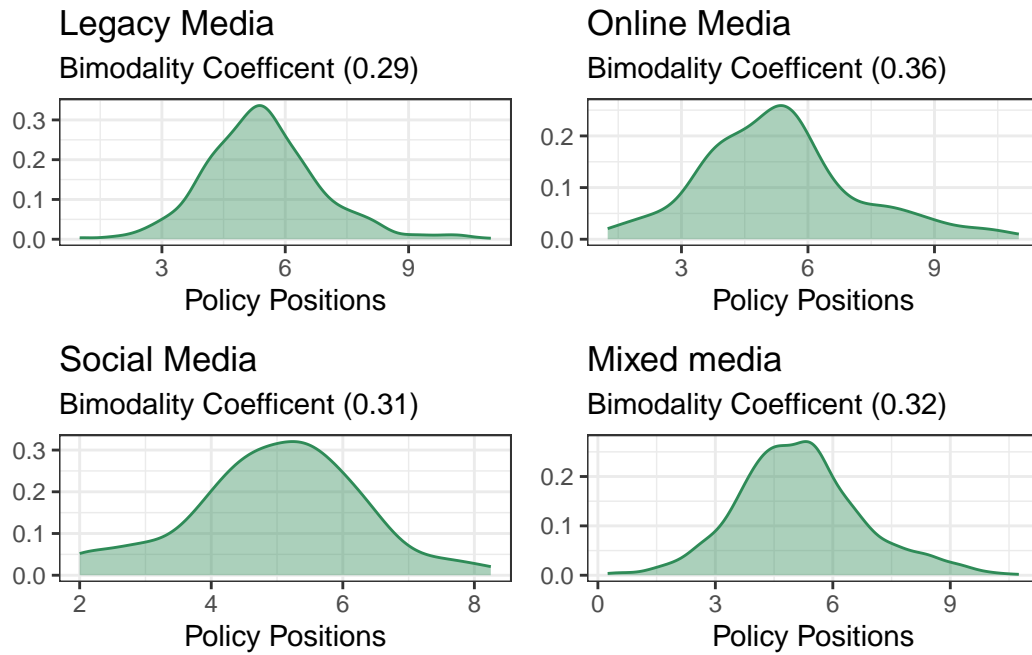 Legacy Media
Bimodality Coefficent (0.29)
0.3
0.2
0.1
0.0
3 6 9
Policy Positions
Online Media
Bimodality Coefficent (0.36)
0.2
0.1
0.0
3 6 9
Policy Positions
Social Media
Bimodality Coefficent (0.31)
0.3
0.2
0.1
0.0
2 4 6 8
Policy Positions
Mixed media
Bimodality Coefficent (0.32)
0.2
0.1
0.0
0 3 6 9
Policy Positions